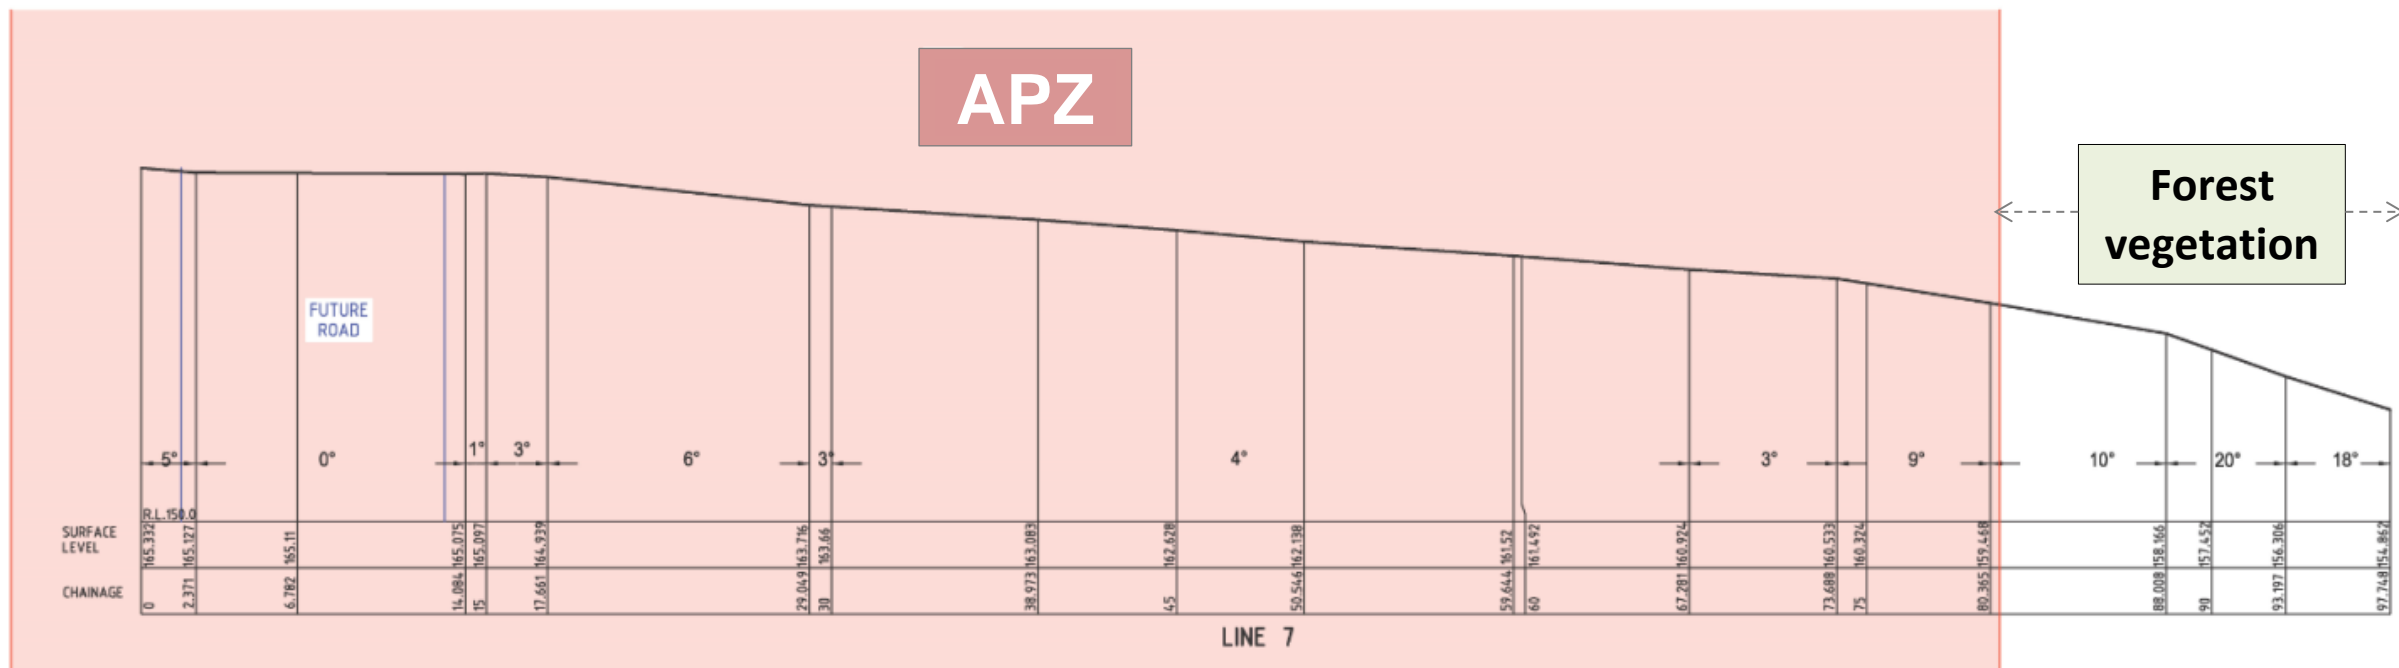 APZ
Forest
vegetation
FUTURE
ROAD
5° 0° 1° 3° 6° 3° 4° 3° 9° 10° 20° 18°
R.L.150.0
SURFACE
LEVEL
165.332 165.127 165.11 165.075 165.097 164.939 163.716 163.66 163.083 162.628 162.138 161.52 161.492 160.924 160.533 160.324 159.468 158.166 157.452 156.306 154.862
CHAINAGE
0 2.371 6.782 14.084 15 17.661 29.049 30 38.973 45 50.546 59.644 60 67.281 73.688 75 80.365 88.008 90 93.197 97.748
LINE 7